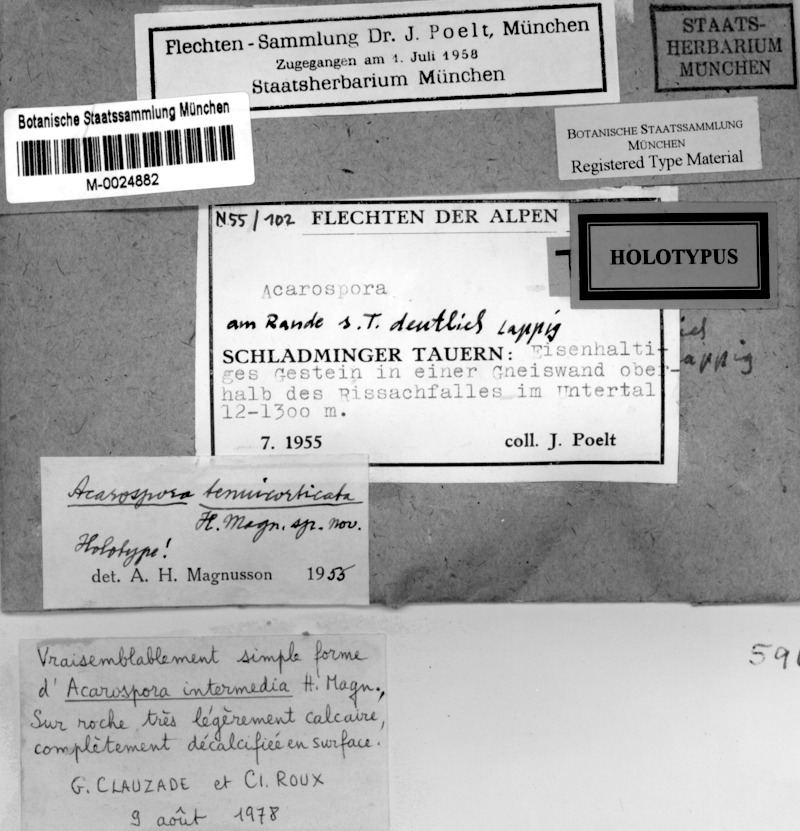 Flechten-Sammlung Dr. J. Poelt, München
Zugegangen am 1. Juli 1958
Staatsherbarium München
STAATS-
HERBARIUM
MÜNCHEN
Botanische Staatssammlung München
M-0024882
BOTANISCHE STAATSSAMMLUNG
MÜNCHEN
Registered Type Material
N55/102 FLECHTEN DER ALPEN
HOLOTYPUS
Acarospora
am Rande s.T. deutlich lappig
SCHLADMINGER TAUERN: Eisenhalti-
ges Gestein in einer Gneiswand ober-
halb des Rissachfalles im Untertal
12-1300 m.
7. 1955 coll. J. Poelt
lappig
Acarospora tenuicorticata
H. Magn. sp. nov.
Holotype!
det. A. H. Magnusson 1955
Vraisemblablement simple forme
d'Acarospora intermedia H. Magn.,
Sur roche très légèrement calcaire,
complètement décalcifiée en surface.
G. CLAUZADE et Cl. ROUX
9 août 1978